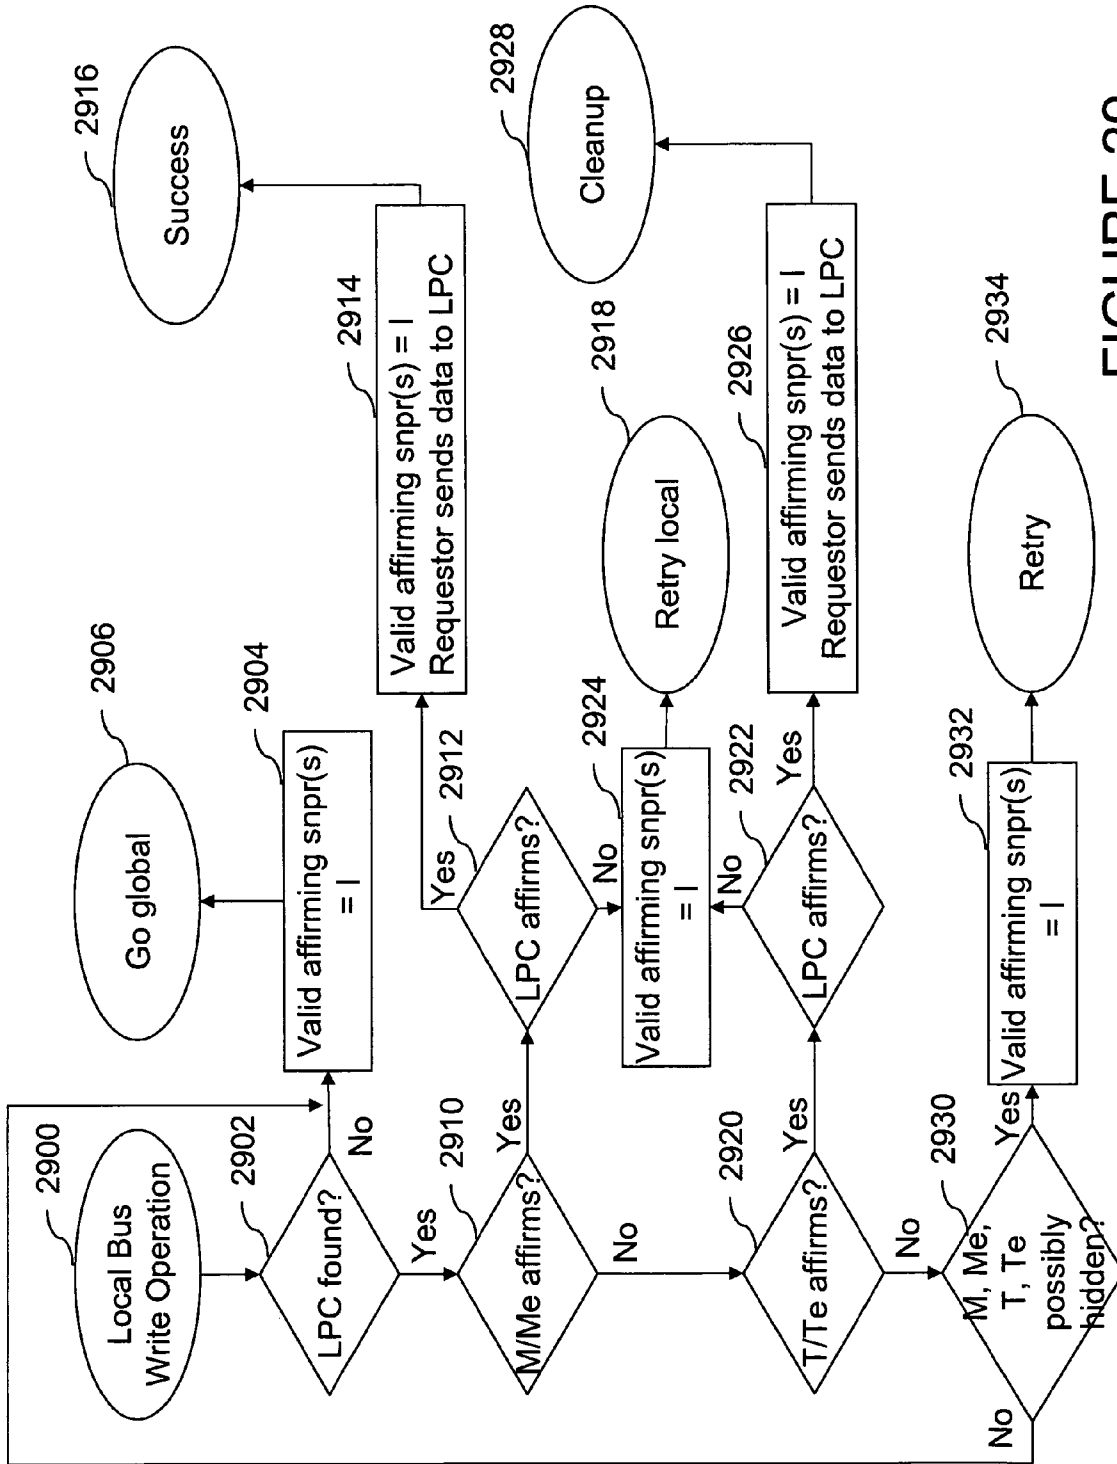 2900
Local Bus
Write Operation
2902
LPC found?
No
Yes
Valid affirming snpr(s)
= I
2904
Go global
2906
2910
M/Me affirms?
Yes
No
LPC affirms?
2912
Yes
No
Valid affirming snpr(s) = I
Requestor sends data to LPC
2914
Success
2916
Valid affirming snpr(s)
= I
2924
Retry local
2918
2920
T/Te affirms?
Yes
No
LPC affirms?
2922
No
Yes
Valid affirming snpr(s) = I
Requestor sends data to LPC
2926
Cleanup
2928
2930
M, Me,
T, Te
possibly
hidden?
No
Yes
Valid affirming snpr(s)
= I
2932
Retry
2934
FIGURE 29